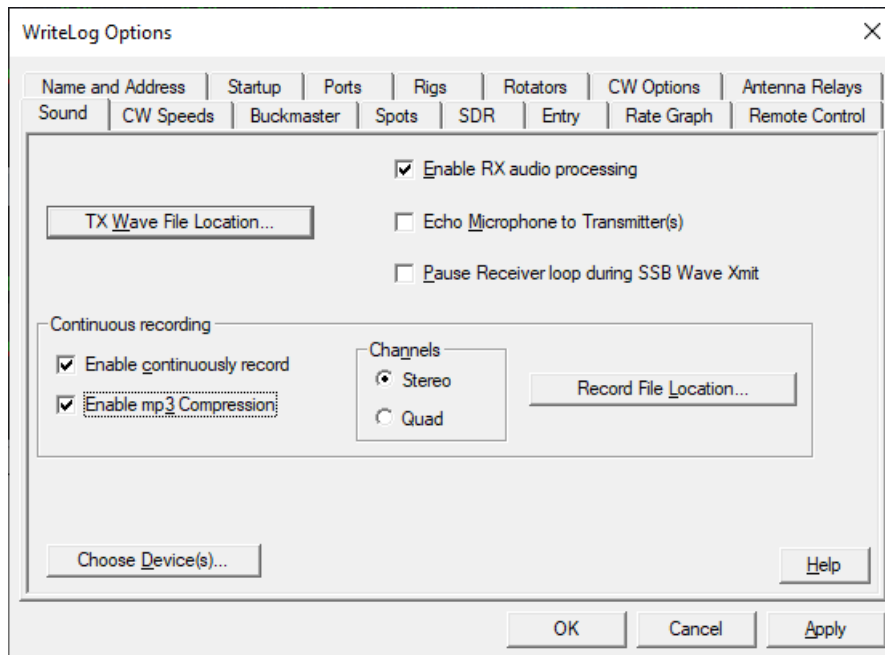 WriteLog Options
Name and Address Startup Ports Rigs Rotators CW Options Antenna Relays
Sound CW Speeds Buckmaster Spots SDR Entry Rate Graph Remote Control
Enable RX audio processing
TX Wave File Location...
Echo Microphone to Transmitter(s)
Pause Receiver loop during SSB Wave Xmit
Continuous recording
Enable continuously record
Enable mp3 Compression
Channels
Stereo
Quad
Record File Location...
Choose Device(s)...
Help
OK Cancel Apply